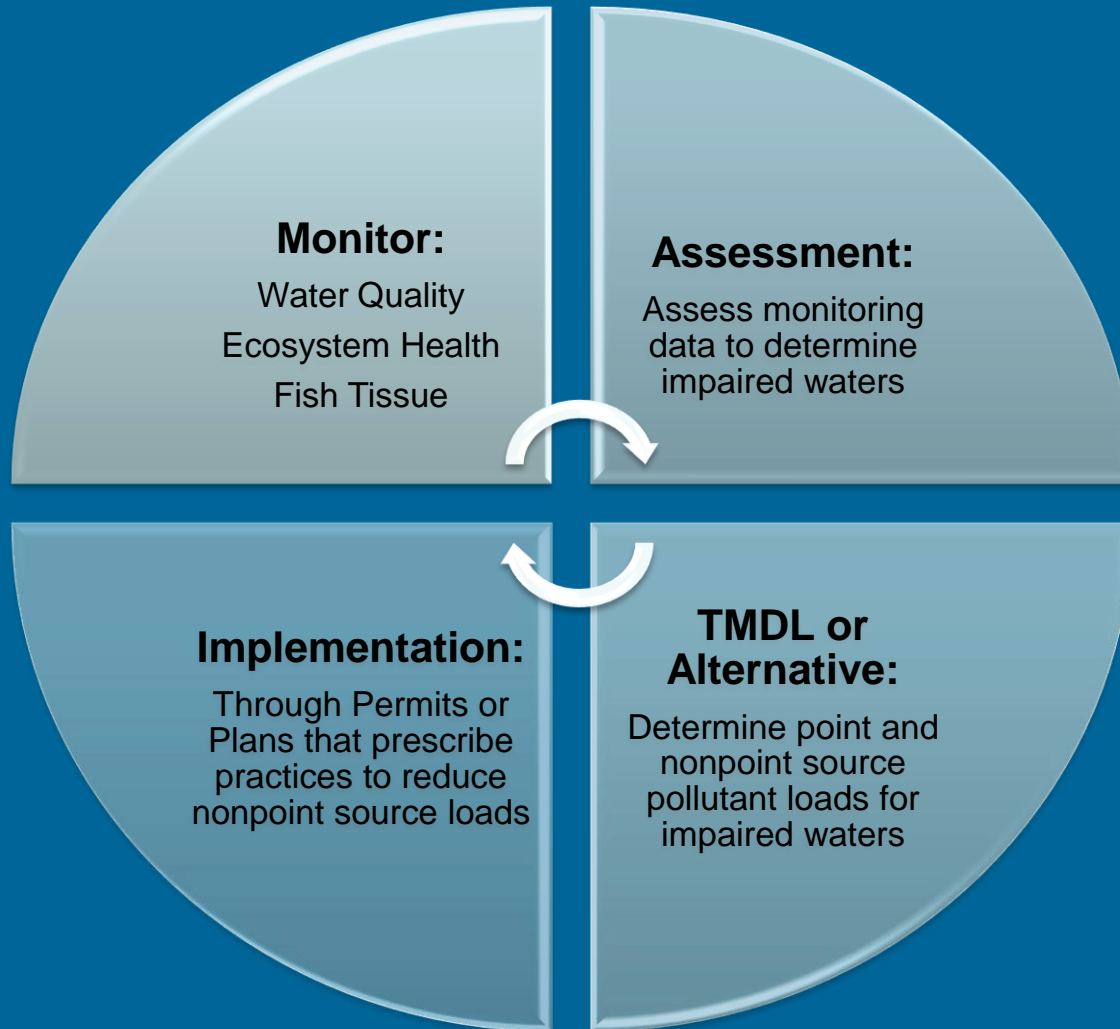 Monitor:
Water Quality
Ecosystem Health
Fish Tissue
Assessment:
Assess monitoring
data to determine
impaired waters
Implementation:
Through Permits or
Plans that prescribe
practices to reduce
nonpoint source loads
TMDL or
Alternative:
Determine point and
nonpoint source
pollutant loads for
impaired waters